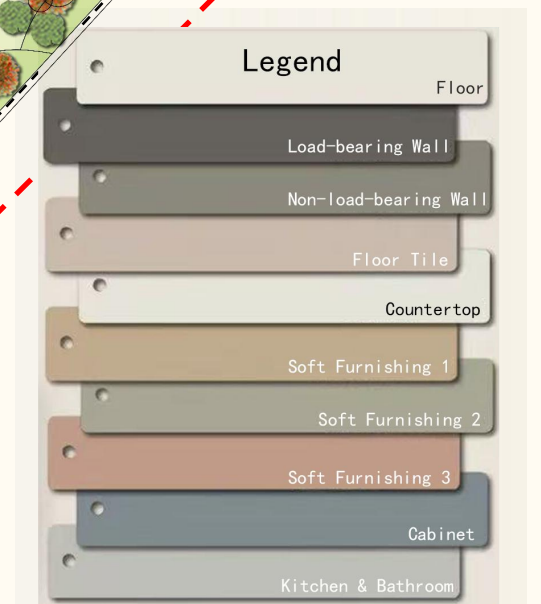 Legend
Floor
Load-bearing Wall
Non-load-bearing Wall
Floor Tile
Countertop
Soft Furnishing 1
Soft Furnishing 2
Soft Furnishing 3
Cabinet
Kitchen & Bathroom